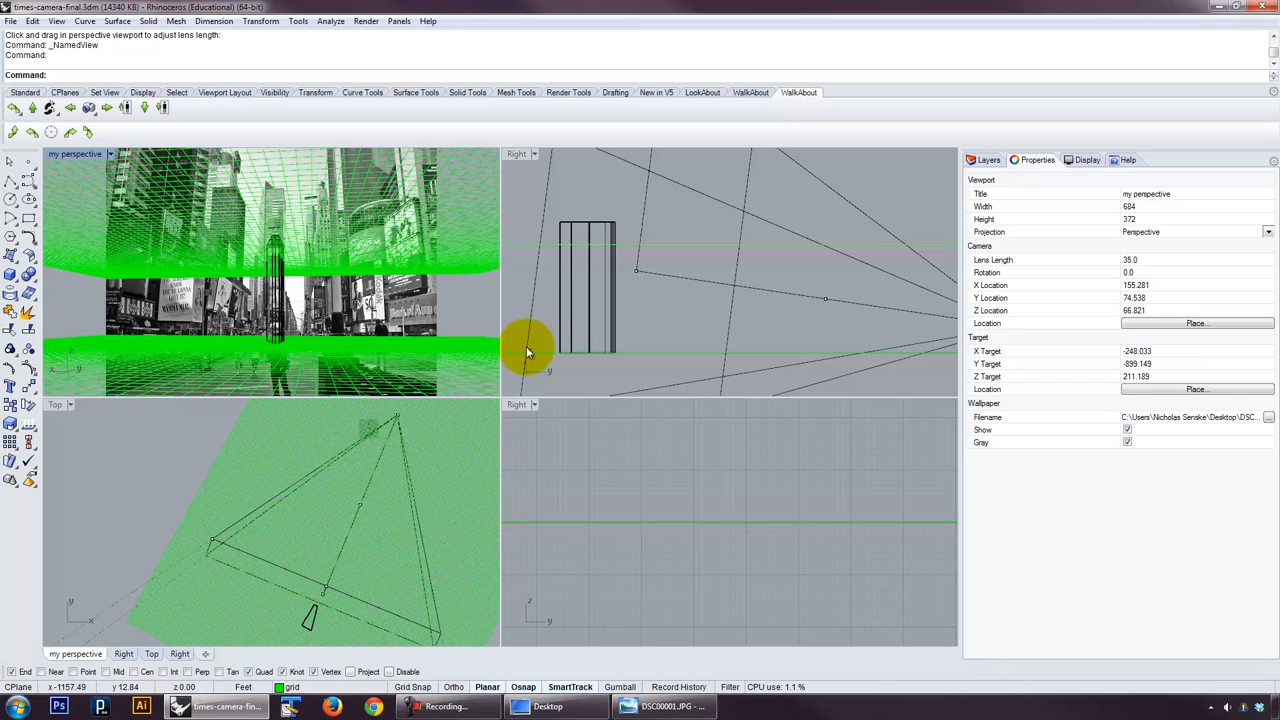 times-camera-final.3dm (14340 KB) - Rhinoceros (Educational) (64-bit)
File Edit View Curve Surface Solid Mesh Dimension Transform Tools Analyze Render Panels Help
Click and drag in perspective viewport to adjust lens length:
Command: _NamedView
Command:
Command:
Standard CPlanes Set View Display Select Viewport Layout Visibility Transform Curve Tools Surface Tools Solid Tools Mesh Tools Render Tools Drafting New in V5 LookAbout WalkAbout WalkAbout
my perspective
Right
Layers Properties Display Help
Viewport
Title my perspective
Width 684
Height 372
Projection Perspective
Camera
Lens Length 35.0
Rotation 0.0
X Location 155.281
Y Location 74.538
Z Location 66.821
Location Place...
Target
X Target -248.033
Y Target -899.149
Z Target 211.189
Location Place...
Wallpaper
Filename C:\Users\Nicholas Senske\Desktop\DSC...
Show
Gray
z
x y
y
Top
Right
y
x
z
y
my perspective Right Top Right
End Near Point Mid Cen Int Perp Tan Quad Knot Vertex Project Disable
CPlane x -1157.49 y 12.84 z 0.00 Feet grid Grid Snap Ortho Planar Osnap SmartTrack Gumball Record History Filter CPU use: 1.1 %
Ps p Ai times-camera-fin... Recording... Desktop DSC00001.JPG - ...